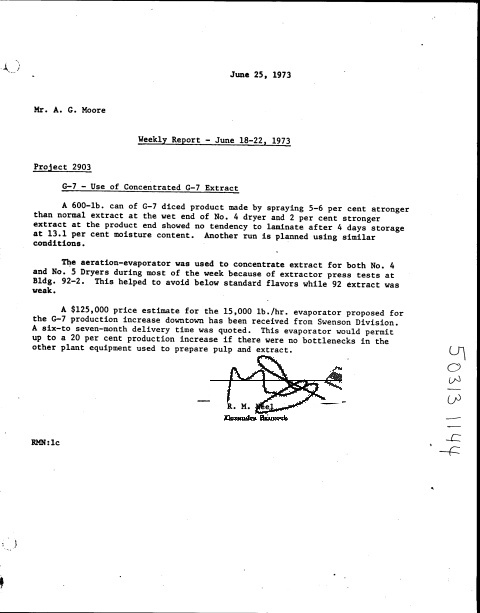 June 25, 1973
Mr. A. G. Moore
Weekly Report - June 18-22, 1973
Project 2903
G-7 - Use of Concentrated G-7 Extract
A 600-lb. can of G-7 diced product made by spraying 5-6 per cent stronger
than normal extract at the wet end of No. 4 dryer and 2 per cent stronger
extract at the product end showed no tendency to laminate after 4 days storage
at 13.1 per cent moisture content. Another run is planned using similar
conditions.
The aeration-evaporator was used to concentrate extract for both No. 4
and No. 5 Dryers during most of the week because of extractor press tests at
Bldg. 92-2. This helped to avoid below standard flavors while 92 extract was
weak.
A $125,000 price estimate for the 15,000 lb./hr. evaporator proposed for
the G-7 production increase downtown has been received from Swenson Division.
A six-to seven-month delivery time was quoted. This evaporator would permit
up to a 20 per cent production increase if there were no bottlenecks in the
other plant equipment used to prepare pulp and extract.
R. M.
RMN:lc
50313 1144